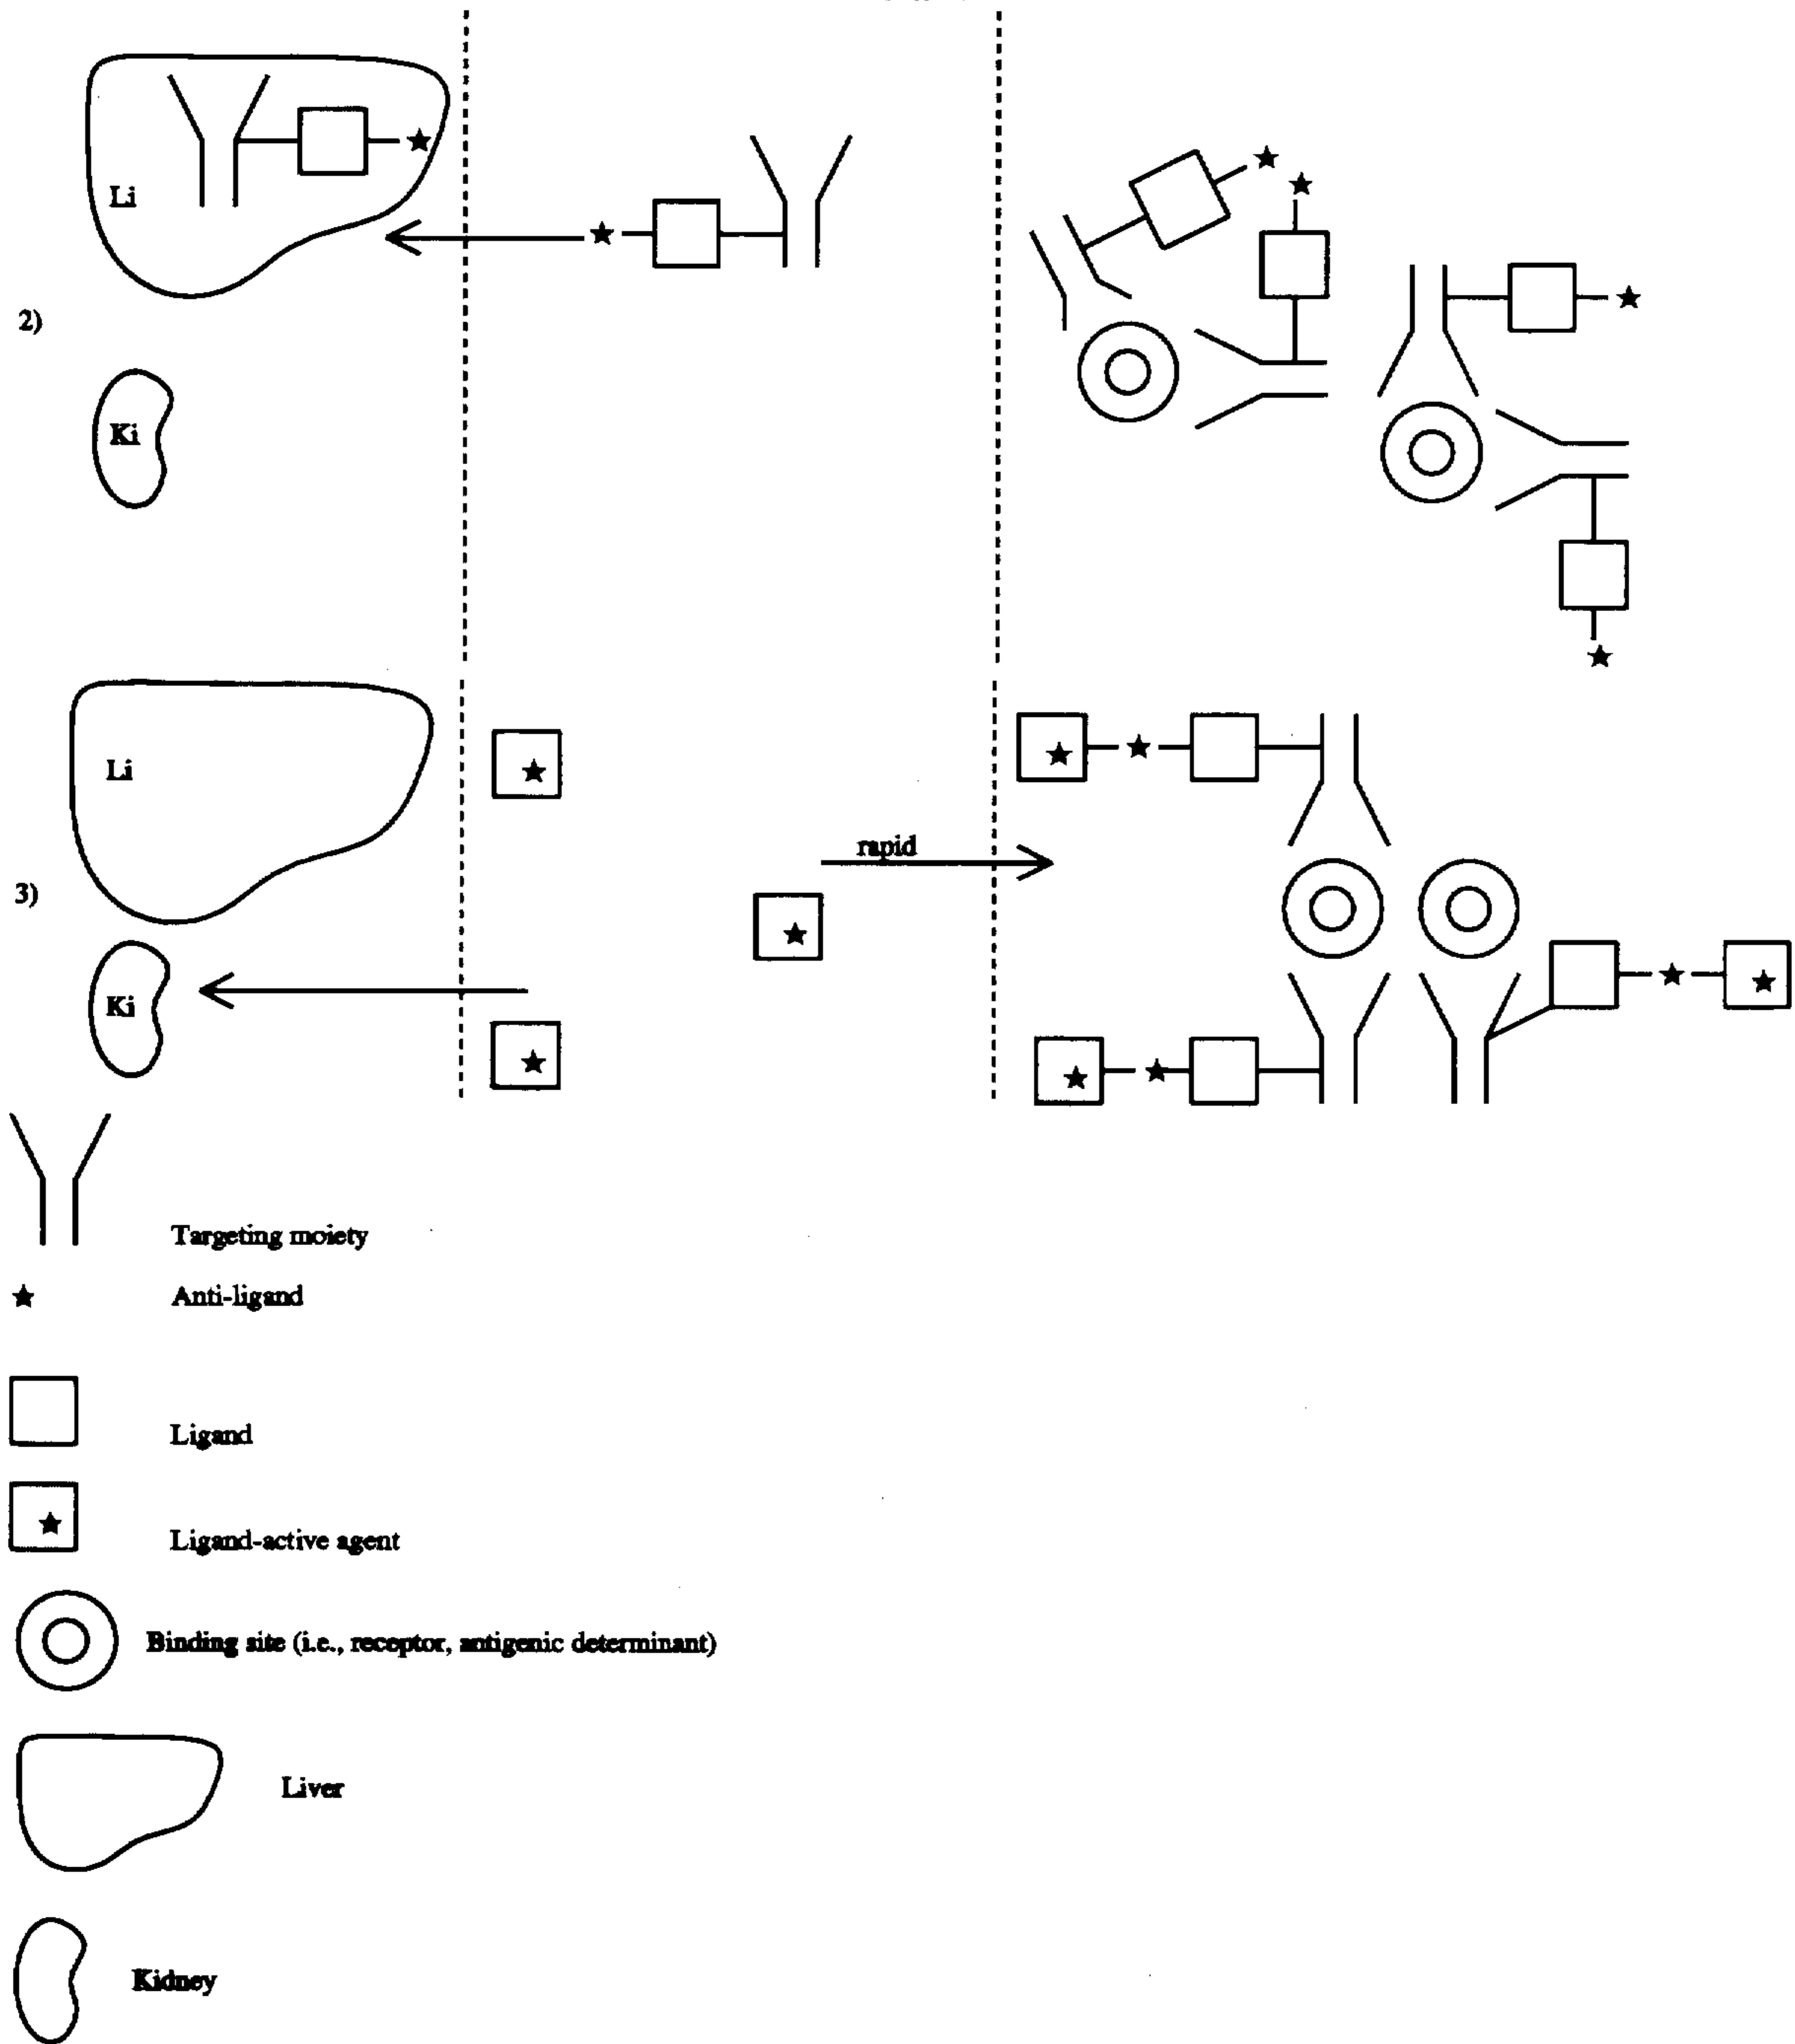 Li
2)
Ki
Li
rapid
3)
Ki
Targeting moiety
Anti-ligand
Ligand
Ligand-active agent
Binding site (i.e., receptor, antigenic determinant)
Liver
Kidney